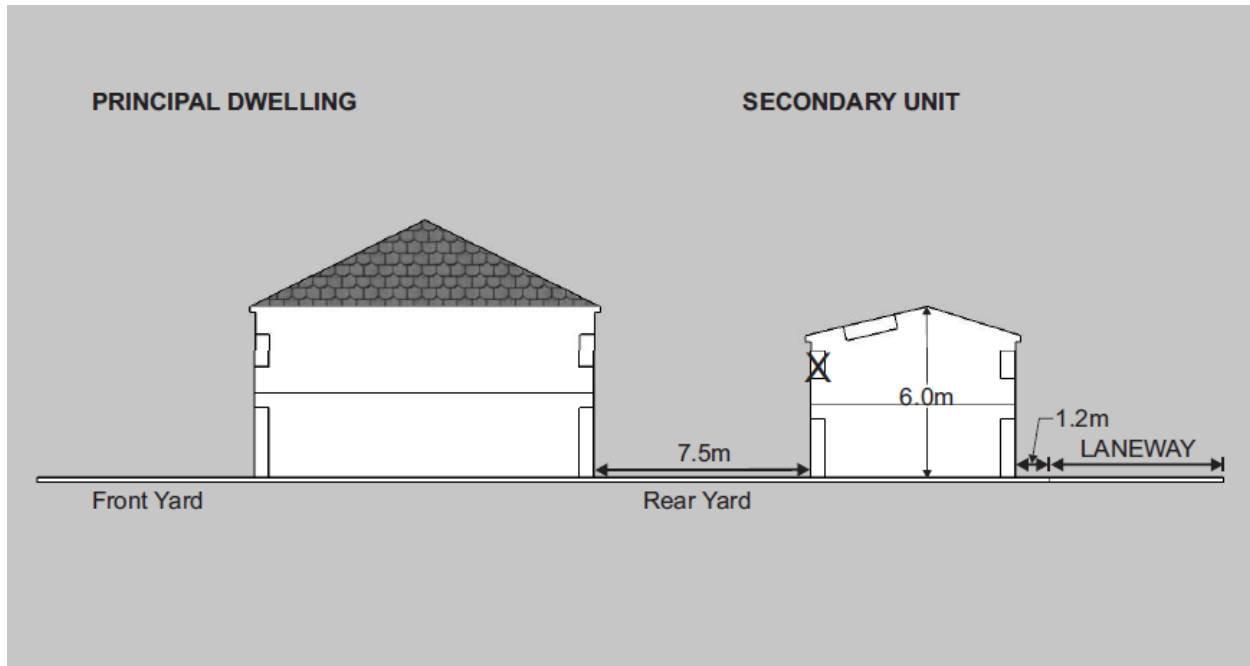 PRINCIPAL DWELLING
SECONDARY UNIT
X
6.0m
1.2m
7.5m
LANEWAY
Front Yard
Rear Yard